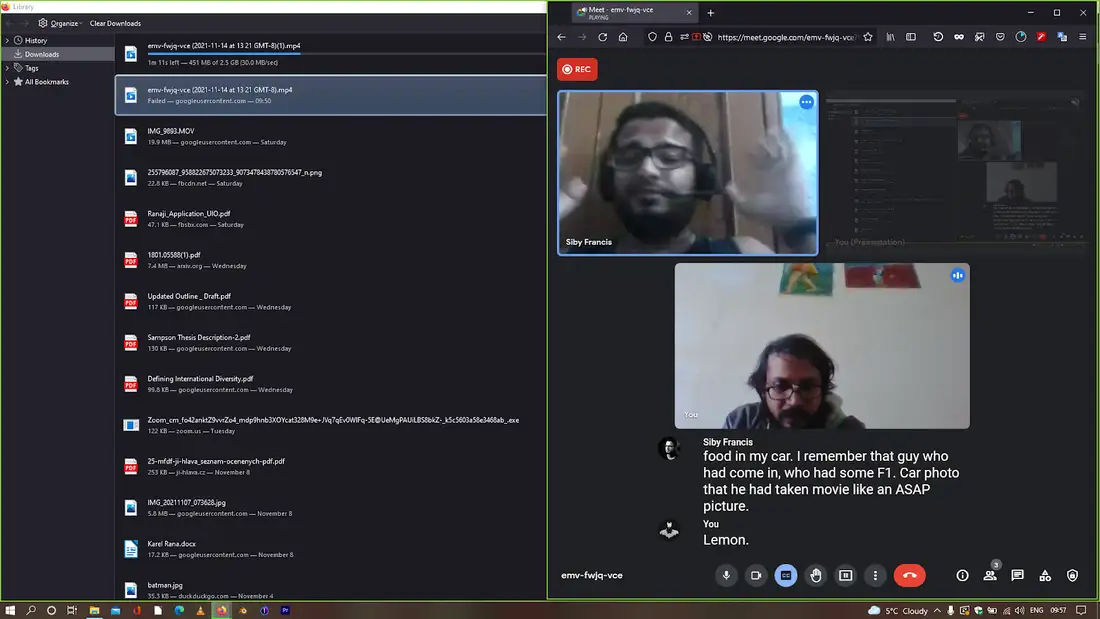 Library
Organize
Clear Downloads
History
Downloads
Tags
All Bookmarks
emv-fwjq-vce (2021-11-14 at 13 21 GMT-8)(1).mp4
1m 11s left — 451 MB of 2.5 GB (30.0 MB/sec)
emv-fwjq-vce (2021-11-14 at 13 21 GMT-8).mp4
Failed — googleusercontent.com — 09:50
IMG_9893.MOV
19.9 MB — googleusercontent.com — Saturday
255796087_958822675073233_9073478438780576547_n.png
22.8 KB — fbcdn.net — Saturday
Ranaji_Application_UIO.pdf
47.1 KB — fbsbx.com — Saturday
1801.05588(1).pdf
7.4 MB — arxiv.org — Wednesday
Updated Outline _ Draft.pdf
117 KB — googleusercontent.com — Wednesday
Sampson Thesis Description-2.pdf
130 KB — googleusercontent.com — Wednesday
Defining International Diversity.pdf
99.8 KB — googleusercontent.com — Wednesday
122 KB — zoom.us — Tuesday
25-mfdf-ji-hlava_seznam-ocenenych-pdf.pdf
253 KB — ji-hlava.cz — November 8
IMG_20211107_073628.jpg
5.8 MB — googleusercontent.com — November 8
Karel Rana.docx
17.2 KB — googleusercontent.com — November 8
batman.jpg
35.3 KB — duckduckgo.com — November 4
Meet - emv-fwjq-vce
PLAYING
https://meet.google.com/emv-fwjq-vce?
REC
Siby Francis
You (Presentation)
You
Siby Francis
food in my car. I remember that guy who
had come in, who had some F1. Car photo
that he had taken movie like an ASAP
picture.
You
Lemon.
emv-fwjq-vce
3
5°C Cloudy
ENG
09:57